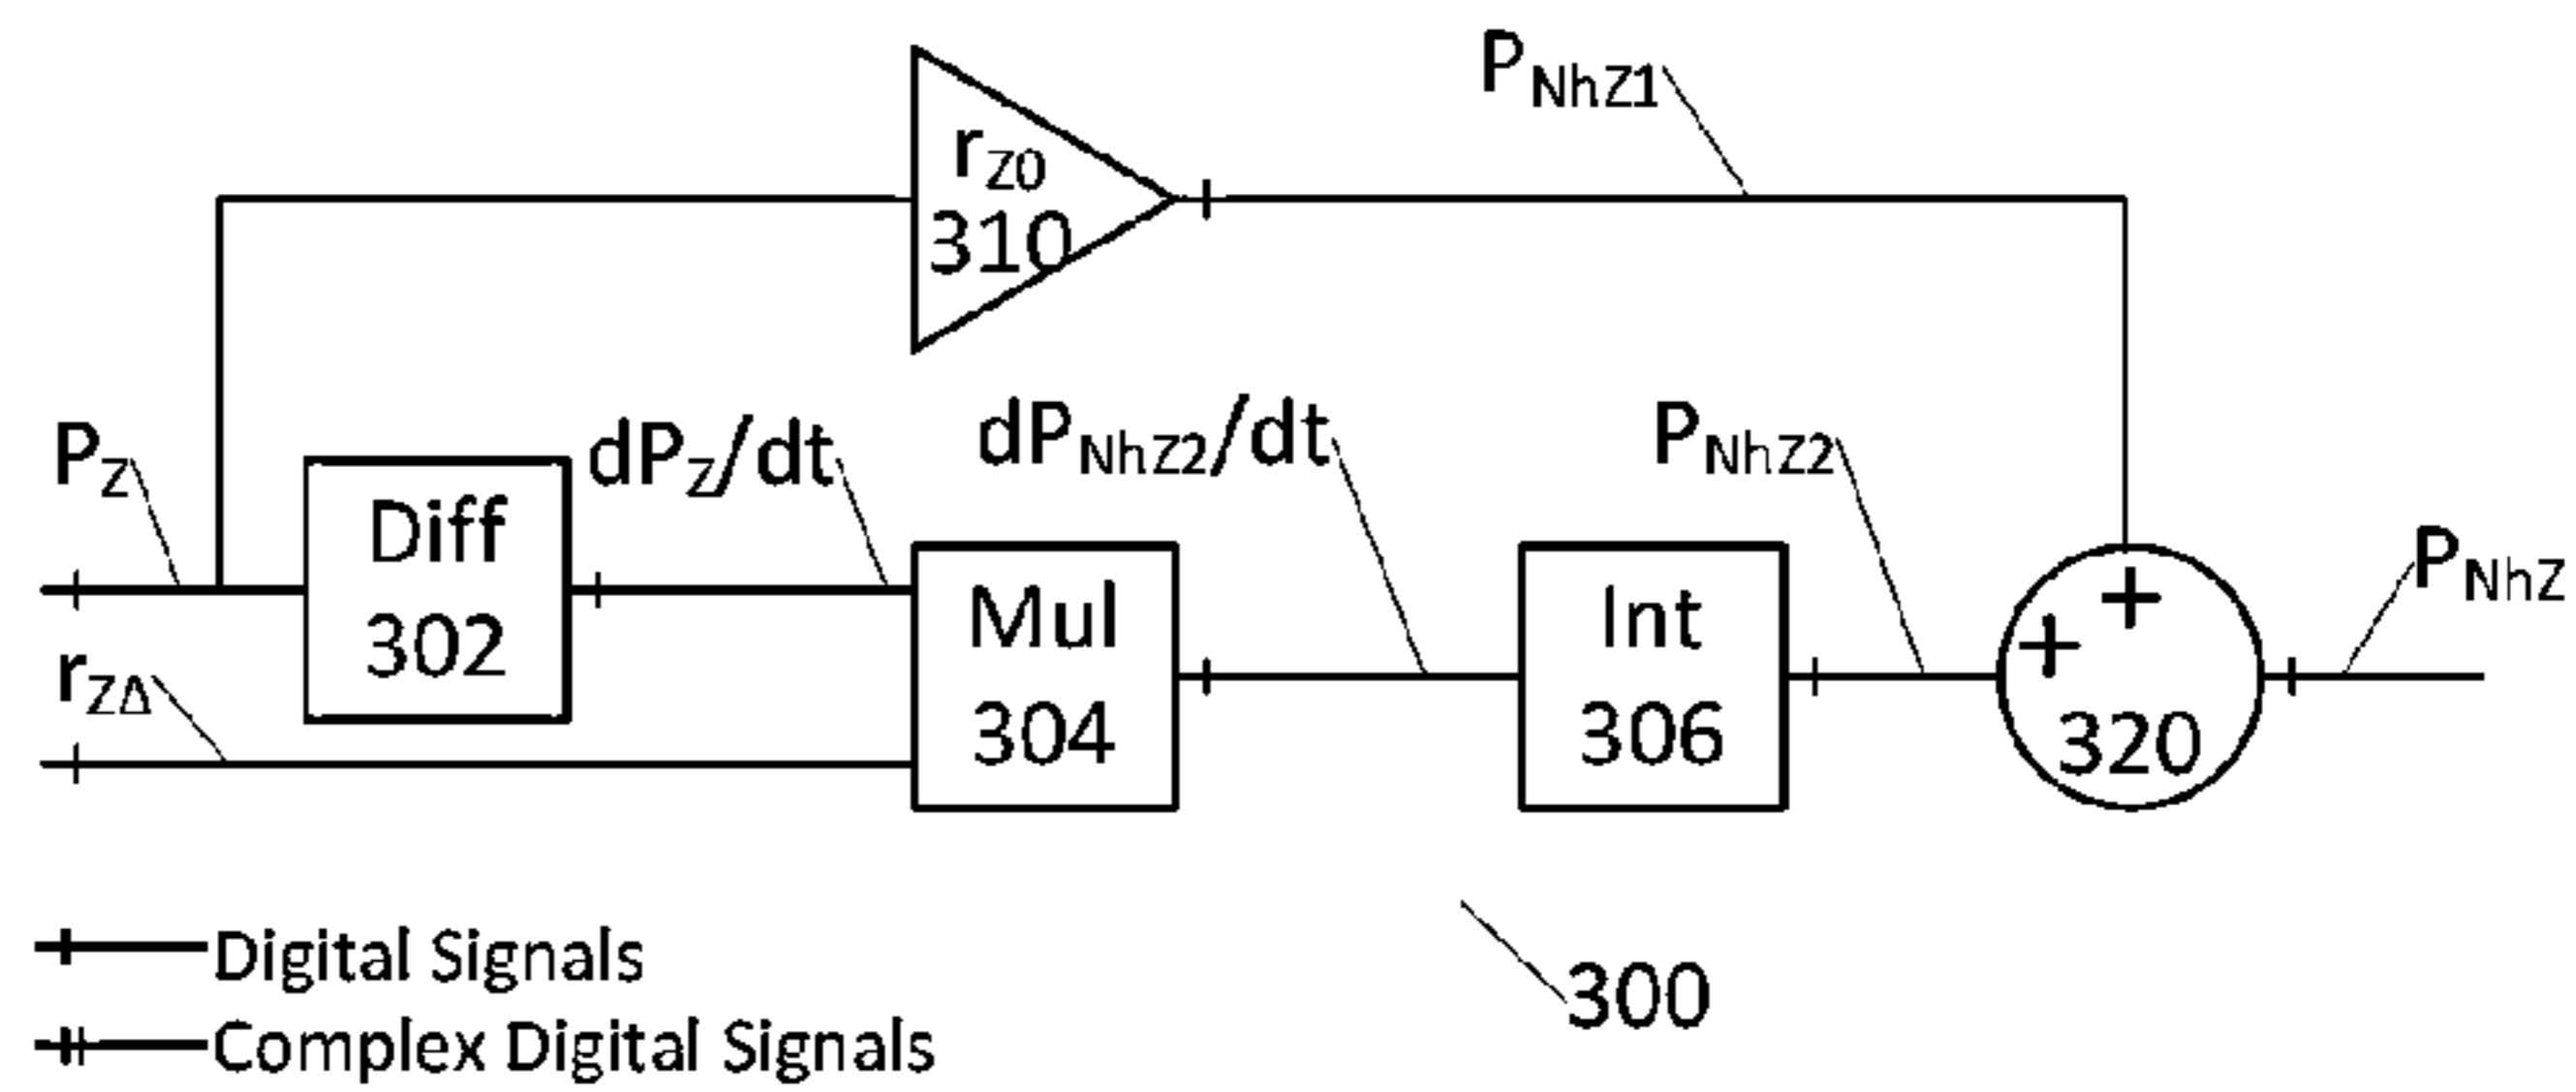 P_NhZ1
r_Z0
310
P_Z
dP_Z/dt
dP_NhZ2/dt
P_NhZ2
P_NhZ
Diff
302
Mul
304
Int
306
+
+
320
r_ZΔ
300
Digital Signals
Complex Digital Signals